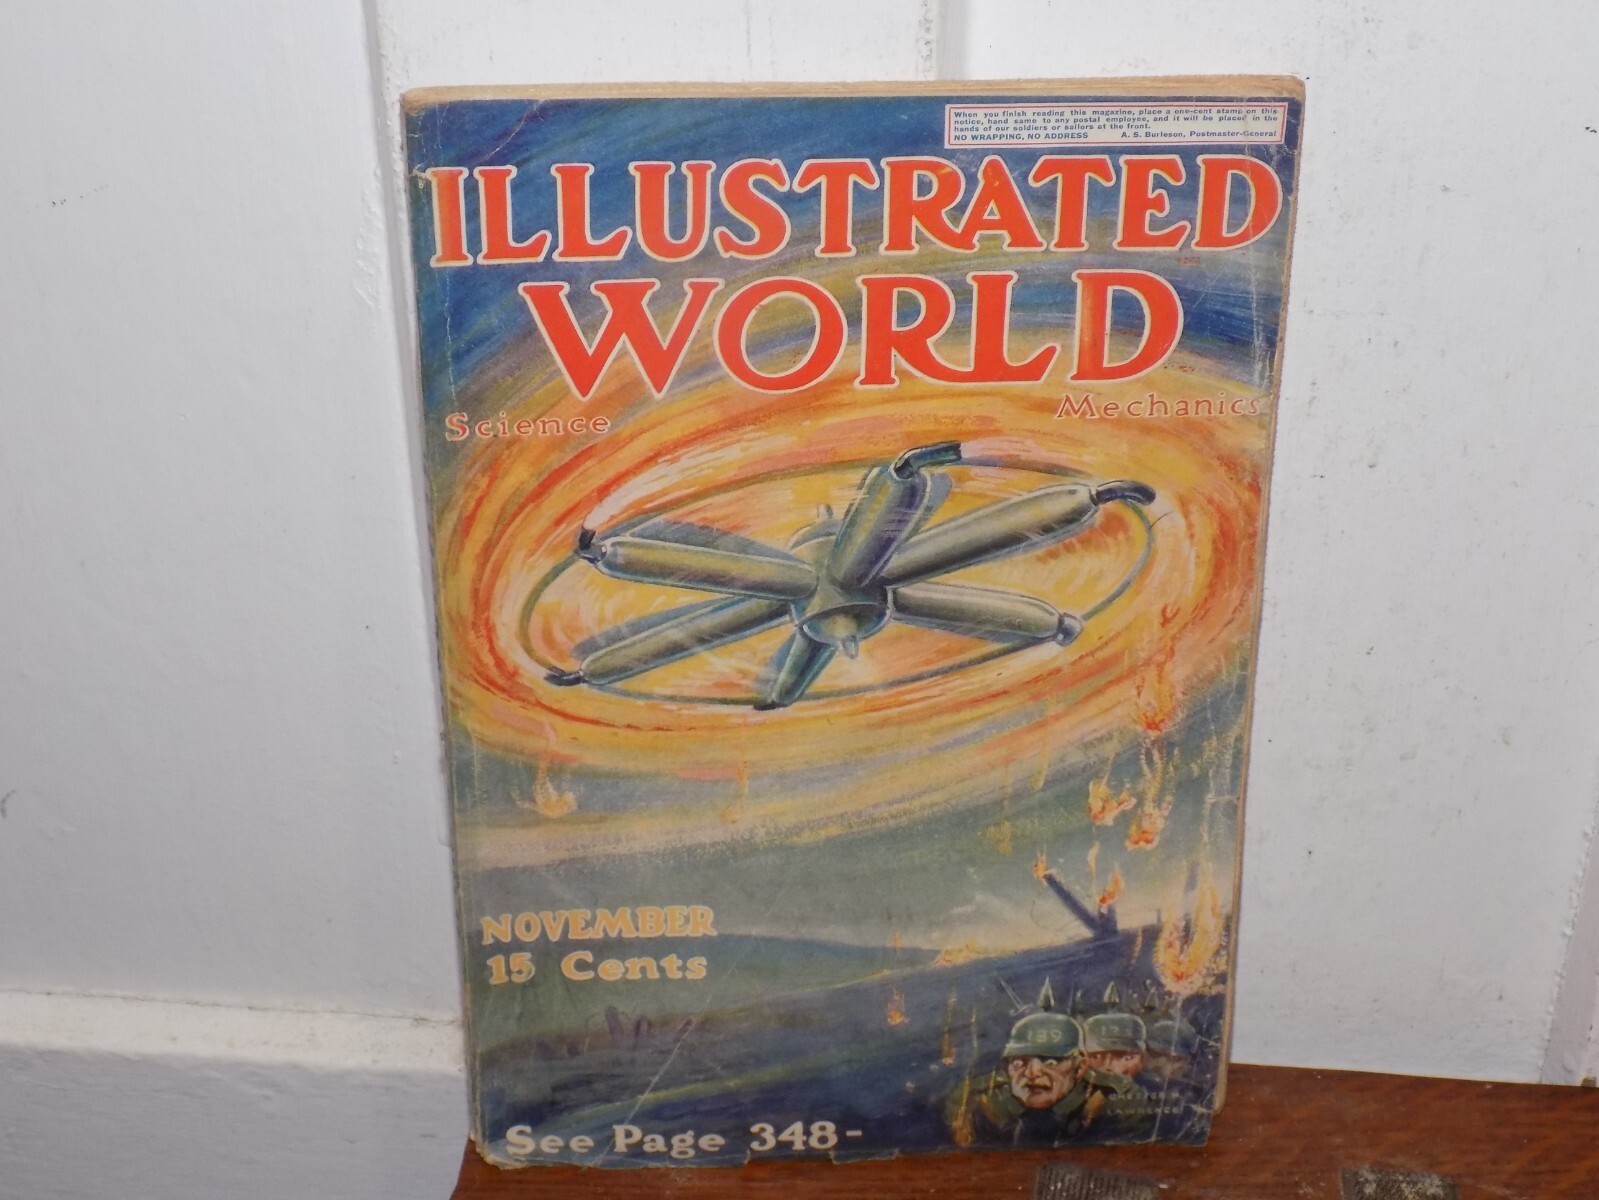 When you finish reading this magazine, place a one-cent stamp on this
notice, hand same to any postal employee, and it will be placed in the
hands of our soldiers or sailors at the front.
NO WRAPPING, NO ADDRESS A. S. Burleson, Postmaster-General
ILLUSTRATED
WORLD
Science Mechanics
NOVEMBER
15 Cents
189
LAWRENCE
See Page 348-